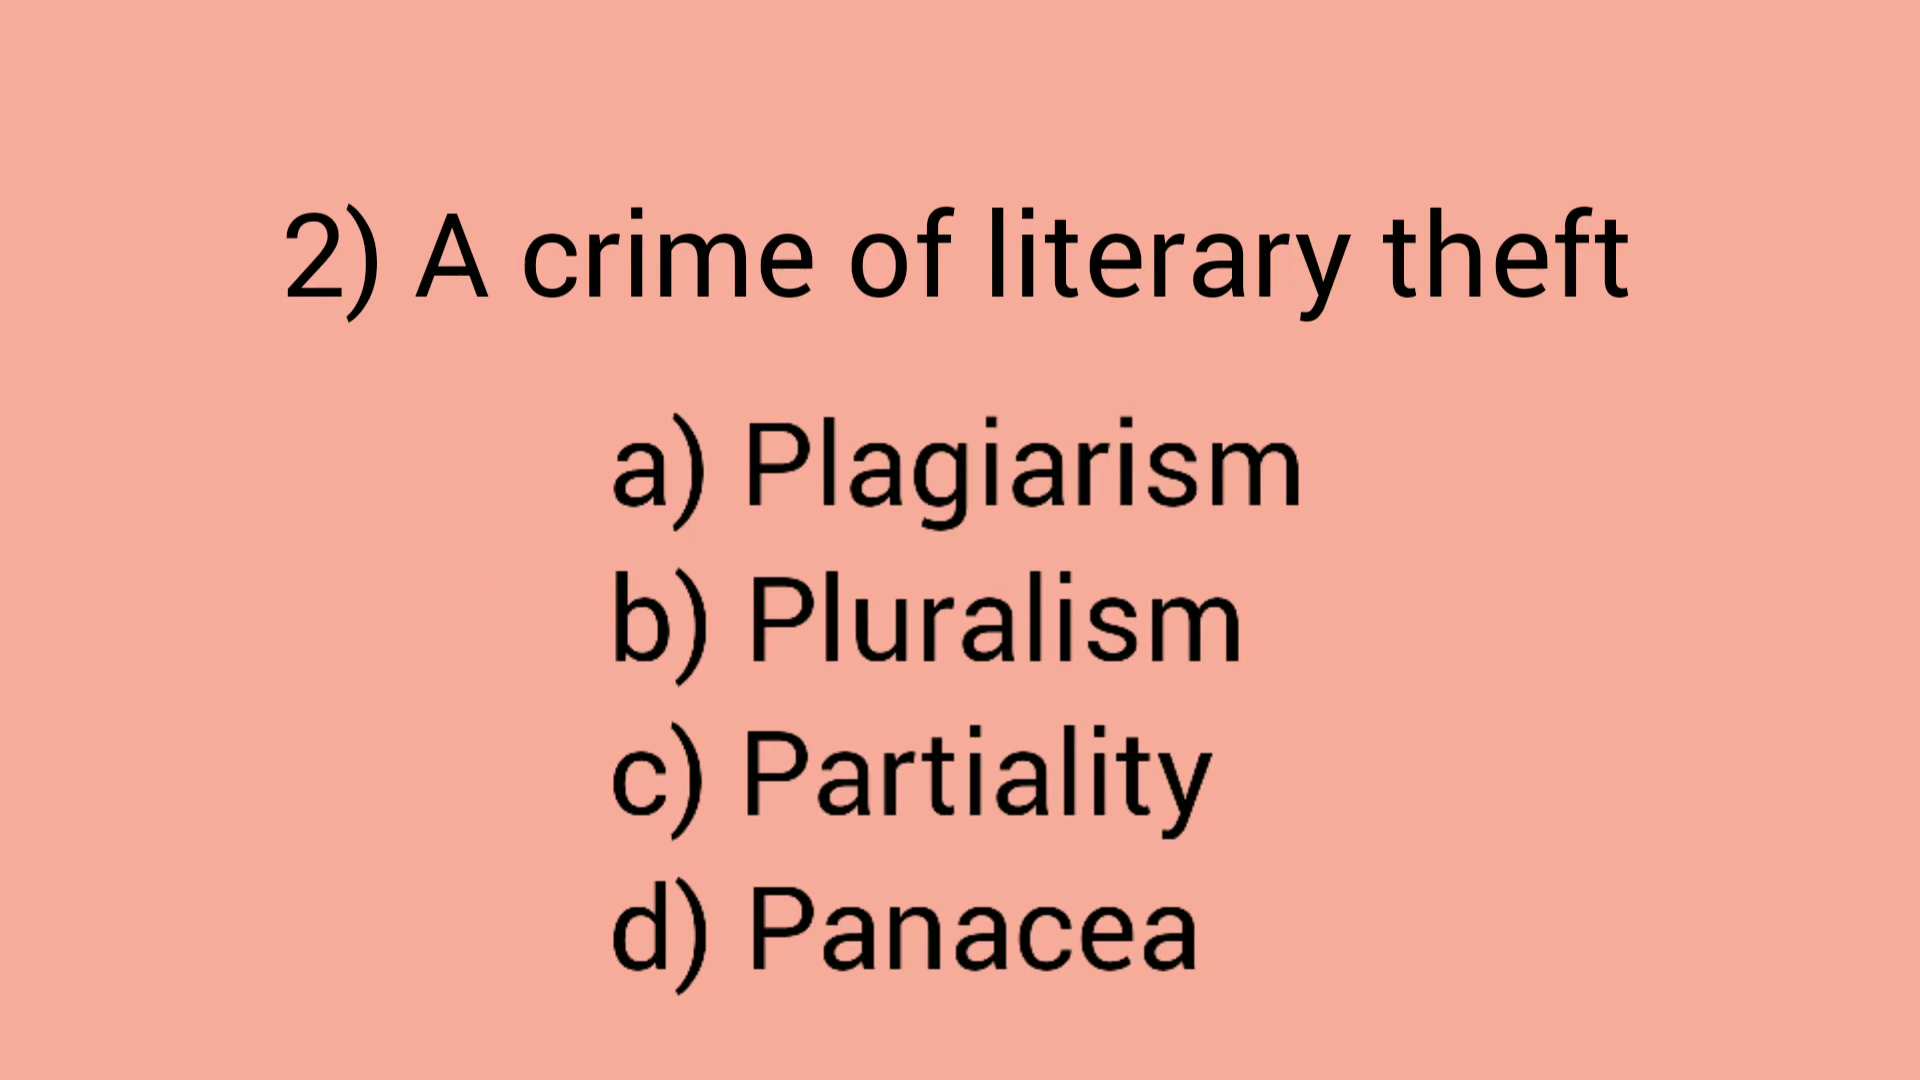 2) A crime of literary theft
a) Plagiarism
b) Pluralism
c) Partiality
d) Panacea